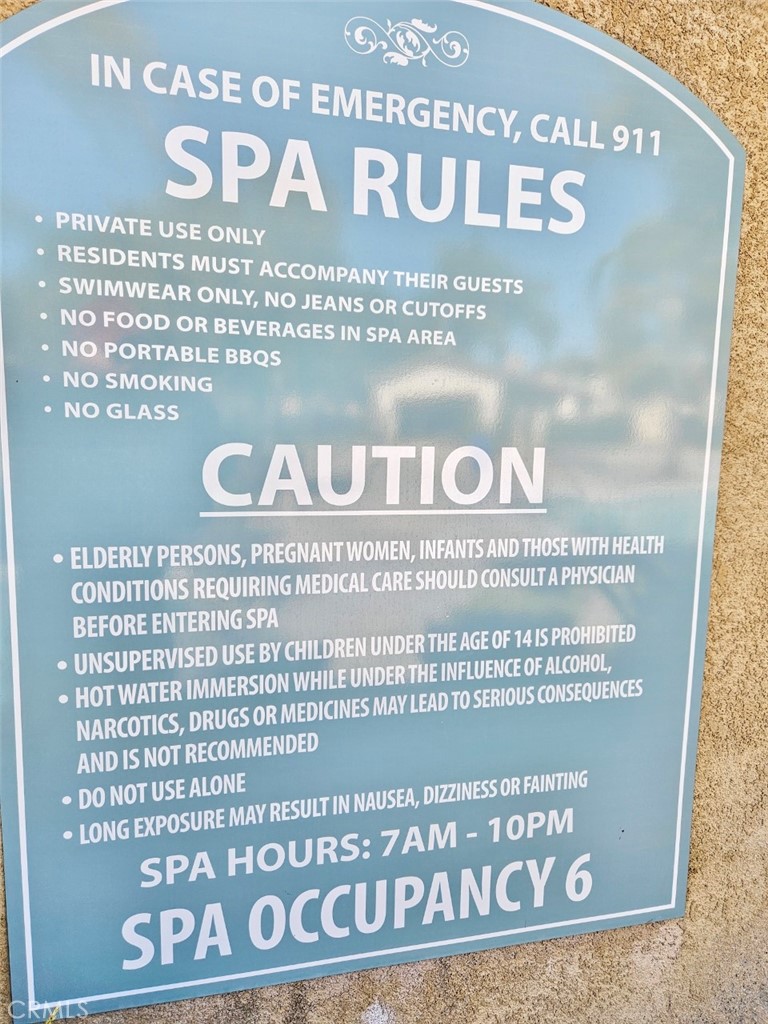 IN CASE OF EMERGENCY, CALL 911
SPA RULES
• PRIVATE USE ONLY
• RESIDENTS MUST ACCOMPANY THEIR GUESTS
• SWIMWEAR ONLY, NO JEANS OR CUTOFFS
• NO FOOD OR BEVERAGES IN SPA AREA
• NO PORTABLE BBQS
• NO SMOKING
• NO GLASS
CAUTION
• ELDERLY PERSONS, PREGNANT WOMEN, INFANTS AND THOSE WITH HEALTH
CONDITIONS REQUIRING MEDICAL CARE SHOULD CONSULT A PHYSICIAN
BEFORE ENTERING SPA
• UNSUPERVISED USE BY CHILDREN UNDER THE AGE OF 14 IS PROHIBITED
• HOT WATER IMMERSION WHILE UNDER THE INFLUENCE OF ALCOHOL,
NARCOTICS, DRUGS OR MEDICINES MAY LEAD TO SERIOUS CONSEQUENCES
AND IS NOT RECOMMENDED
• DO NOT USE ALONE
• LONG EXPOSURE MAY RESULT IN NAUSEA, DIZZINESS OR FAINTING
SPA HOURS: 7AM - 10PM
SPA OCCUPANCY 6
CRMLS